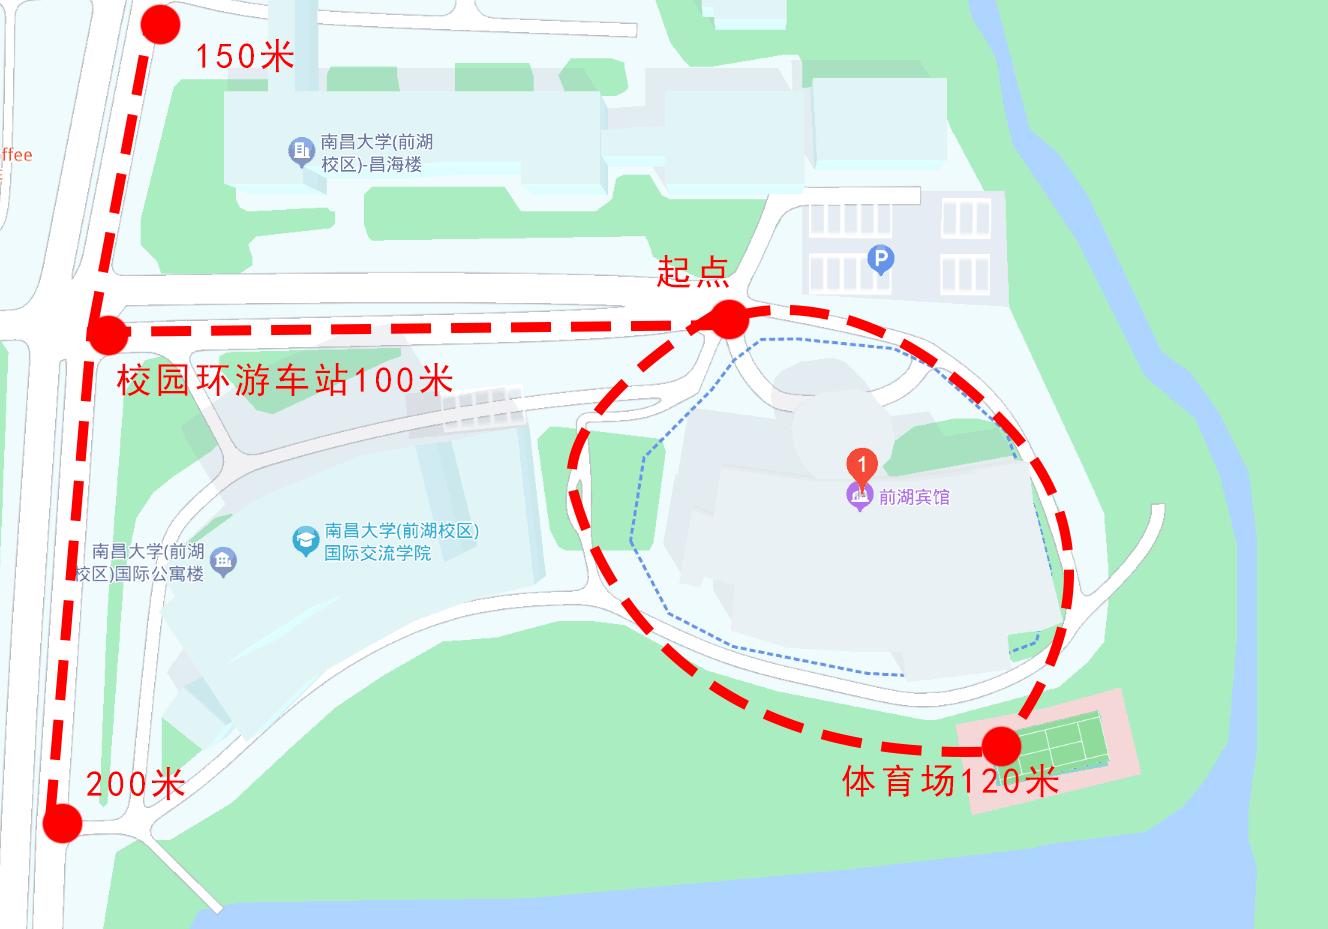 150米
南昌大学(前湖
校区)-昌海楼
ffee
起点
P
校园环游车站100米
1
前湖宾馆
南昌大学(前湖校区)
国际交流学院
南昌大学(前湖
校区)国际公寓楼
200米
体育场120米